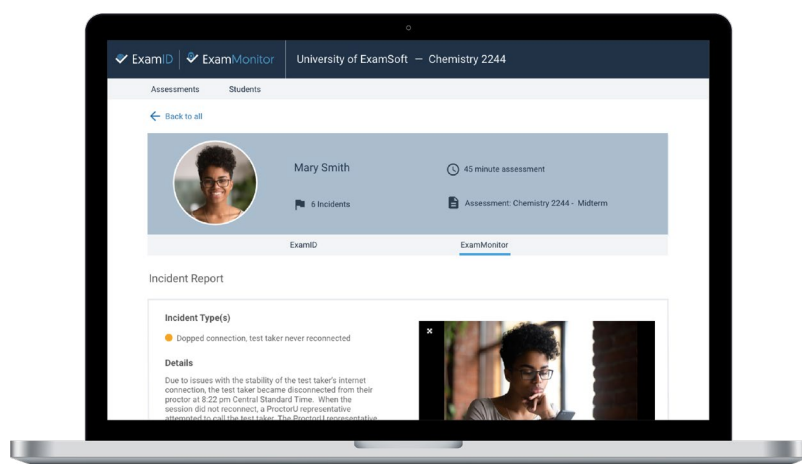 ExamID ExamMonitor University of ExamSoft — Chemistry 2244
Assessments Students
Back to all
Mary Smith
45 minute assessment
6 Incidents
Assessment: Chemistry 2244 - Midterm
ExamID ExamMonitor
Incident Report
Incident Type(s)
Dopped connection, test taker never reconnected
Details
Due to issues with the stability of the test taker's internet
connection, the test taker became disconnected from their
proctor at 8:22 pm Central Standard Time. When the
session did not reconnect, a ProctorU representative
attempted to call the test taker. The ProctorU representative